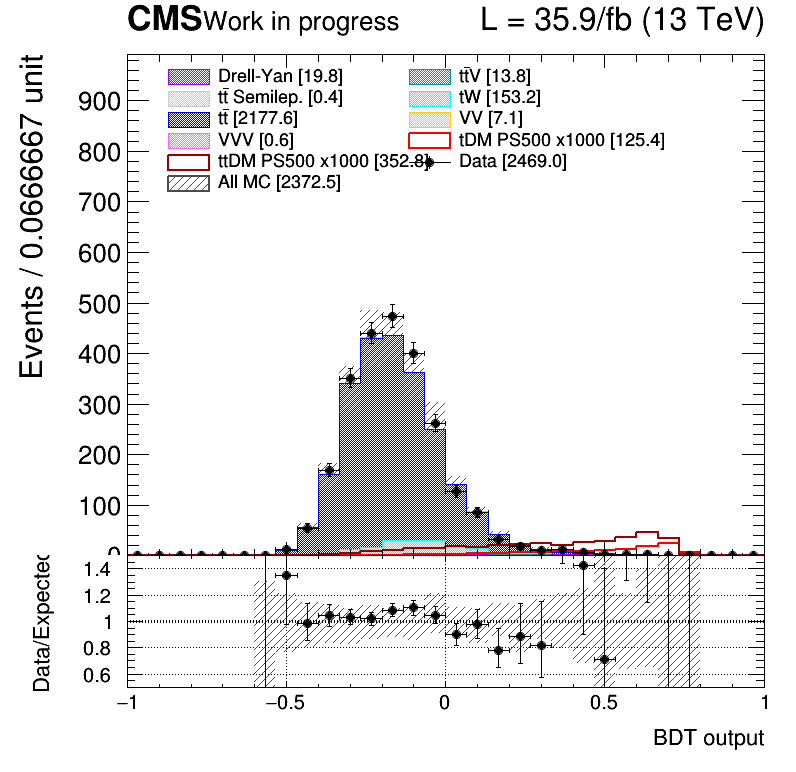 CMS Work in progress L = 35.9/fb (13 TeV)
Events / 0.0666667 unit
Drell-Yan [19.8] tt̄V [13.8]
tt̄ Semilep. [0.4] tW [153.2]
tt̄ [2177.6] VV [7.1]
VVV [0.6] tDM PS500 x1000 [125.4]
ttDM PS500 x1000 [352.8] Data [2469.0]
All MC [2372.5]
900
800
700
600
500
400
300
200
100
0
Data/Expected
1.4
1.2
1
0.8
0.6
−1 −0.5 0 0.5 1
BDT output